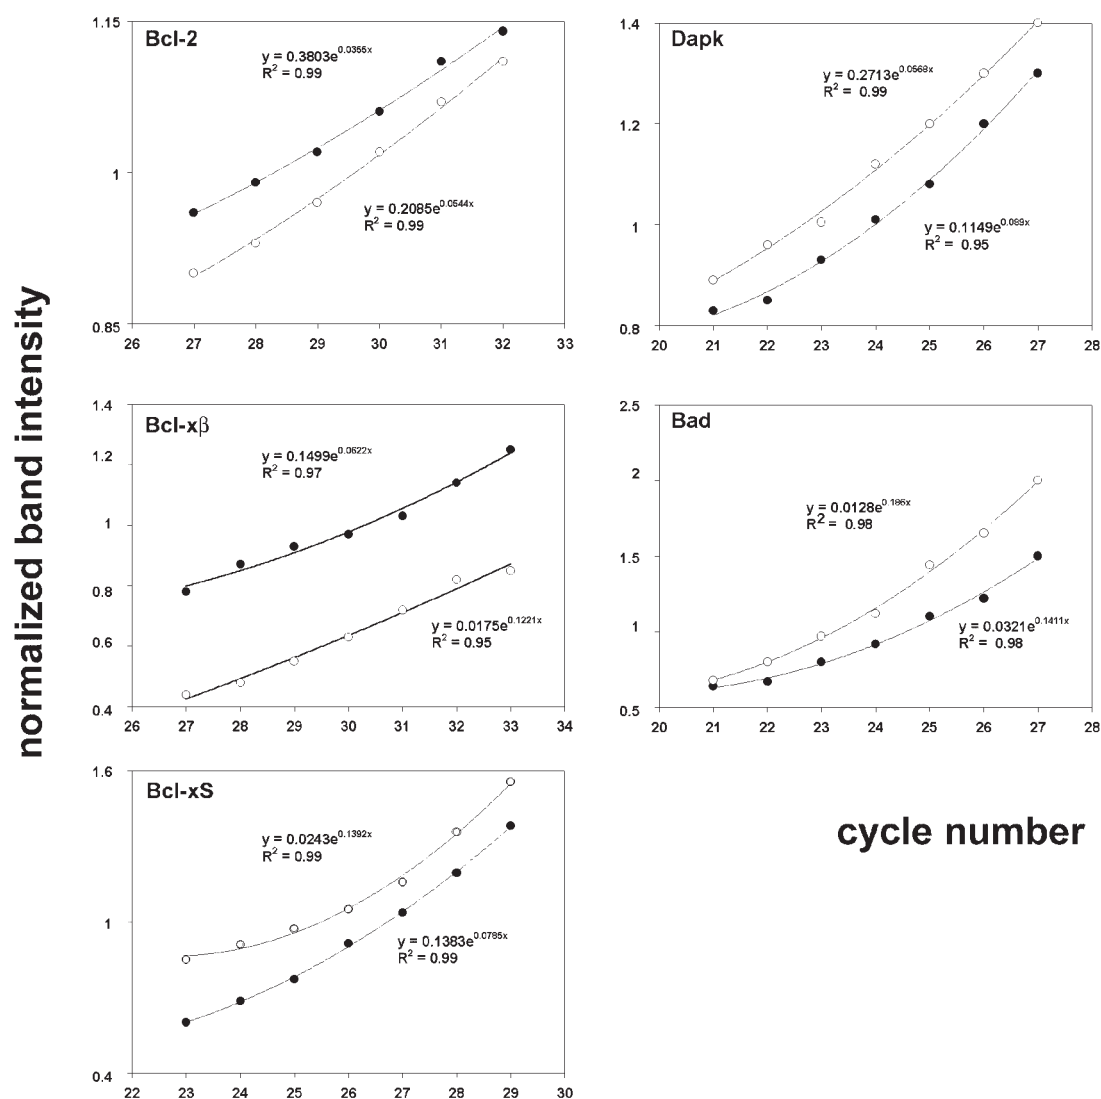 normalized band intensity
Bcl-2
y = 0.3803e^0.0355x
R² = 0.99
y = 0.2085e^0.0544x
R² = 0.99
1.15
1
0.85
26 27 28 29 30 31 32 33
Dapk
y = 0.2713e^0.0568x
R² = 0.99
y = 0.1149e^0.089x
R² = 0.95
1.4
1.2
1
0.8
20 21 22 23 24 25 26 27 28
Bcl-xβ
y = 0.1499e^0.0622x
R² = 0.97
y = 0.0175e^0.1221x
R² = 0.95
1.4
1.2
1
0.8
0.6
0.4
26 27 28 29 30 31 32 33 34
Bad
y = 0.0128e^0.186x
R² = 0.98
y = 0.0321e^0.1411x
R² = 0.98
2.5
2
1.5
1
0.5
20 21 22 23 24 25 26 27 28
Bcl-xS
y = 0.0243e^0.1392x
R² = 0.99
y = 0.1383e^0.0785x
R² = 0.99
1.6
1
0.4
22 23 24 25 26 27 28 29 30
cycle number